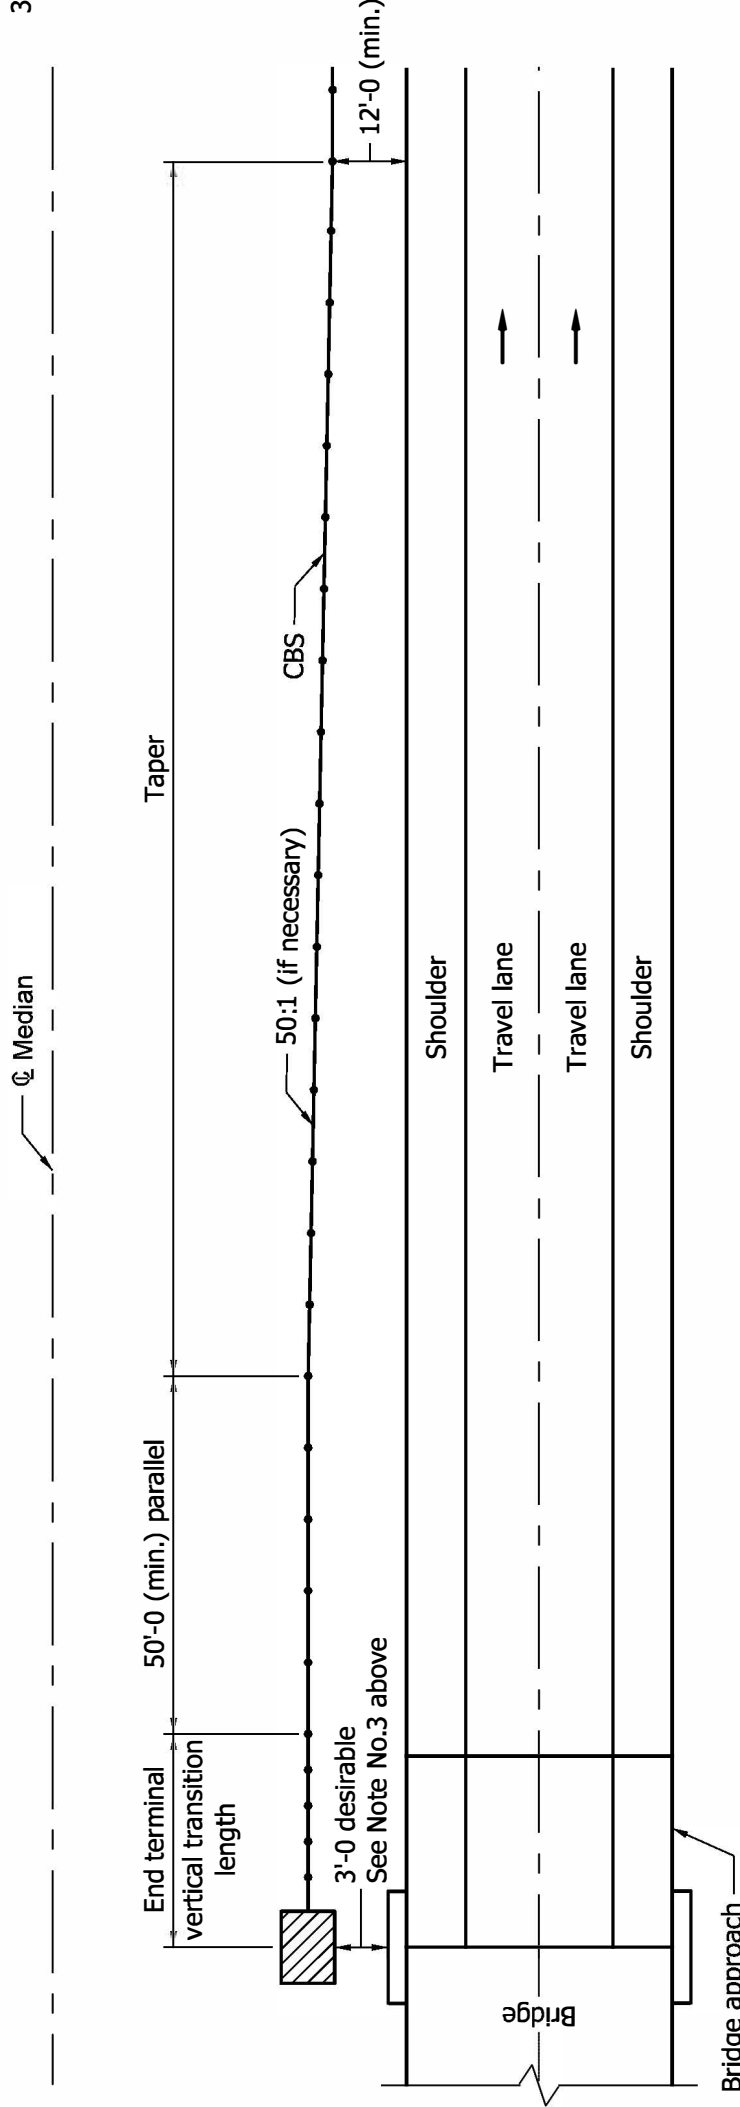 3
℄ Median
Taper
50'-0 (min.) parallel
End terminal
vertical transition
length
12'-0 (min.)
CBS
50:1 (if necessary)
3'-0 desirable
See Note No.3 above
Shoulder
Travel lane
Travel lane
Shoulder
Bridge
Bridge approach